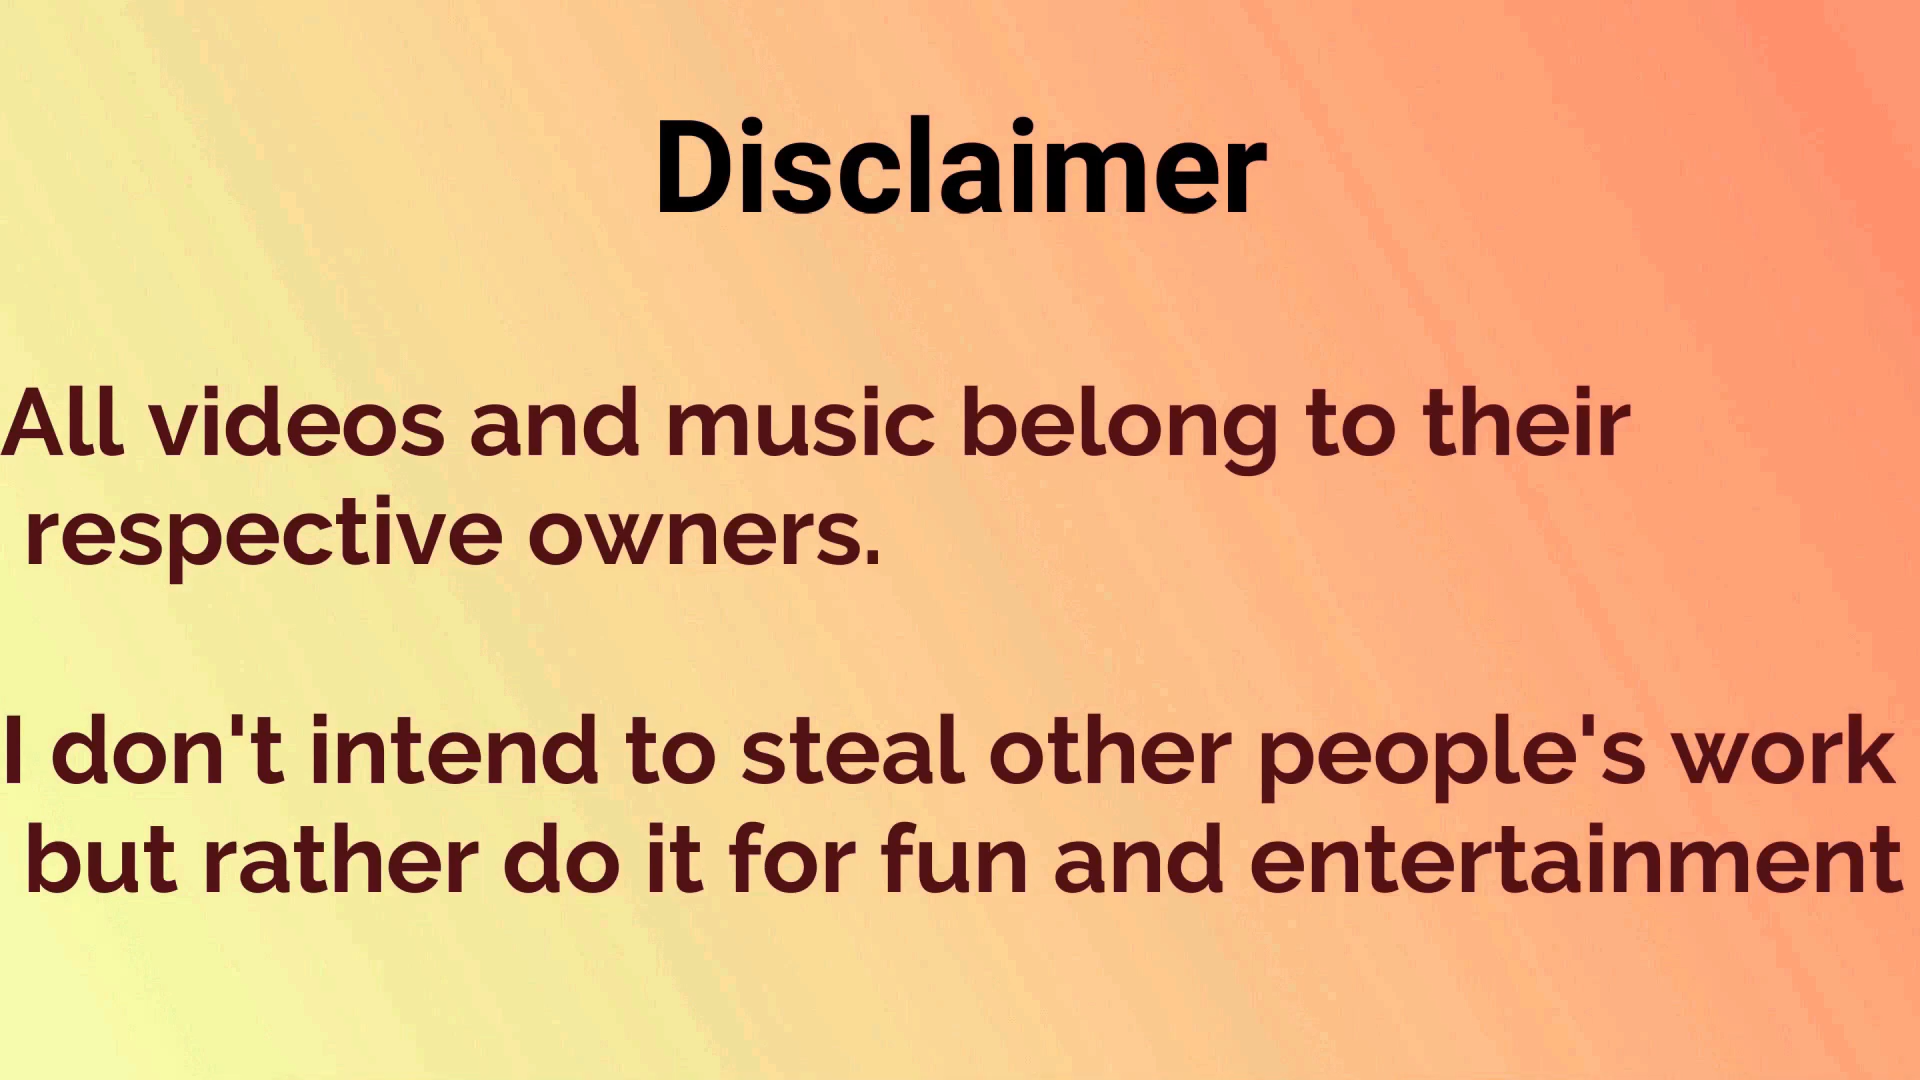 Disclaimer
All videos and music belong to their
respective owners.
I don't intend to steal other people's work
but rather do it for fun and entertainment